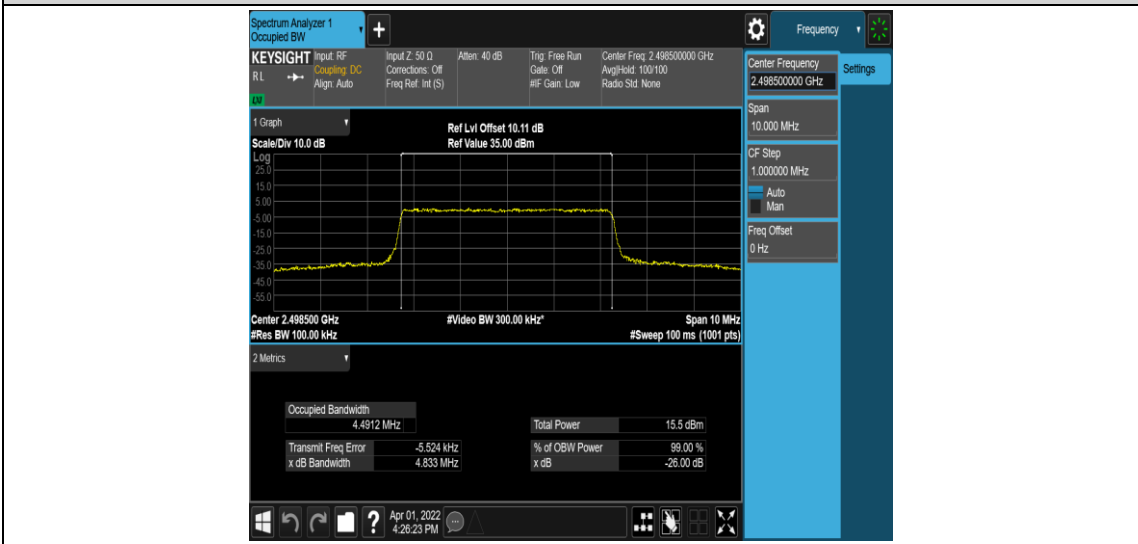 Spectrum Analyzer 1
Occupied BW
+
Frequency
KEYSIGHT
R L
Input: RF
Coupling: DC
Align: Auto
Input Z: 50 Ω
Corrections: Off
Freq Ref: Int (S)
Atten: 40 dB
Trig: Free Run
Gate: Off
#IF Gain: Low
Center Freq: 2.498500000 GHz
Avg|Hold: 100/100
Radio Std: None
Center Frequency
2.498500000 GHz
Settings
Span
10.000 MHz
CF Step
1.000000 MHz
Auto
Man
Freq Offset
0 Hz
1 Graph
Ref Lvl Offset 10.11 dB
Scale/Div 10.0 dB
Ref Value 35.00 dBm
Log
25.0
15.0
5.00
-5.00
-15.0
-25.0
-35.0
-45.0
-55.0
Center 2.498500 GHz
#Video BW 300.00 kHz*
Span 10 MHz
#Res BW 100.00 kHz
#Sweep 100 ms (1001 pts)
2 Metrics
Occupied Bandwidth
4.4912 MHz
Total Power 15.5 dBm
Transmit Freq Error -5.524 kHz
% of OBW Power 99.00 %
x dB Bandwidth 4.833 MHz
x dB -26.00 dB
?
Apr 01, 2022
4:26:23 PM